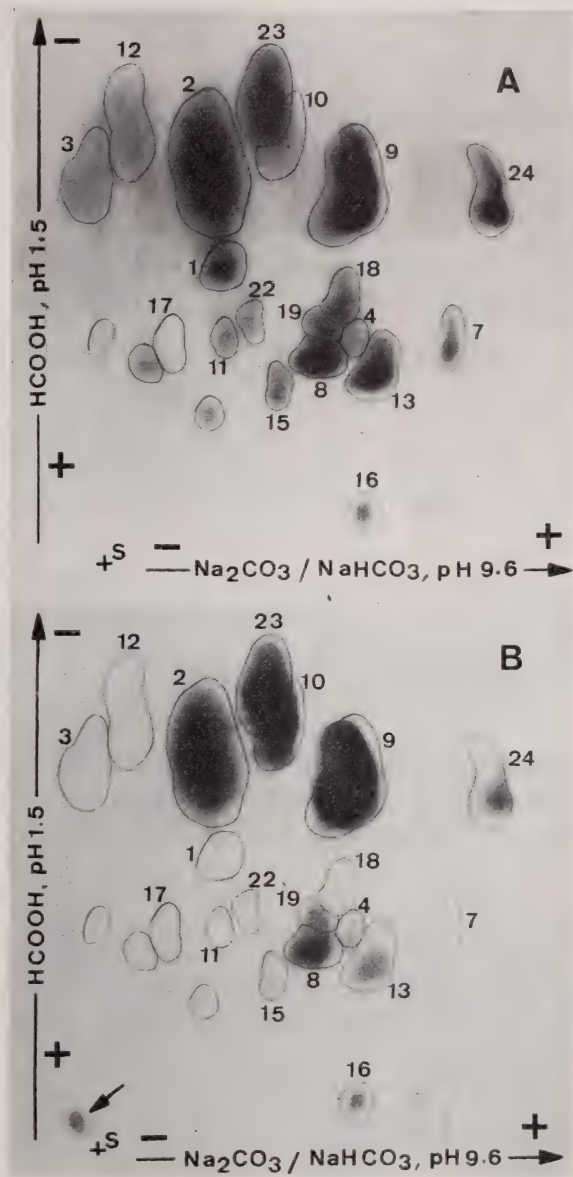 23
12
− 2 10 A
3 9
24
1 18
17 22 19 4 7
11 8
15 13
+ 16
+
+S − Na₂CO₃ / NaHCO₃, pH 9.6
HCOOH, pH 1.5
23
12
− 2 10 B
3 9
24
1 18
17 22 19 4
7
11 8 13
15
+ 16
+
+S − Na₂CO₃ / NaHCO₃, pH 9.6
HCOOH, pH 1.5